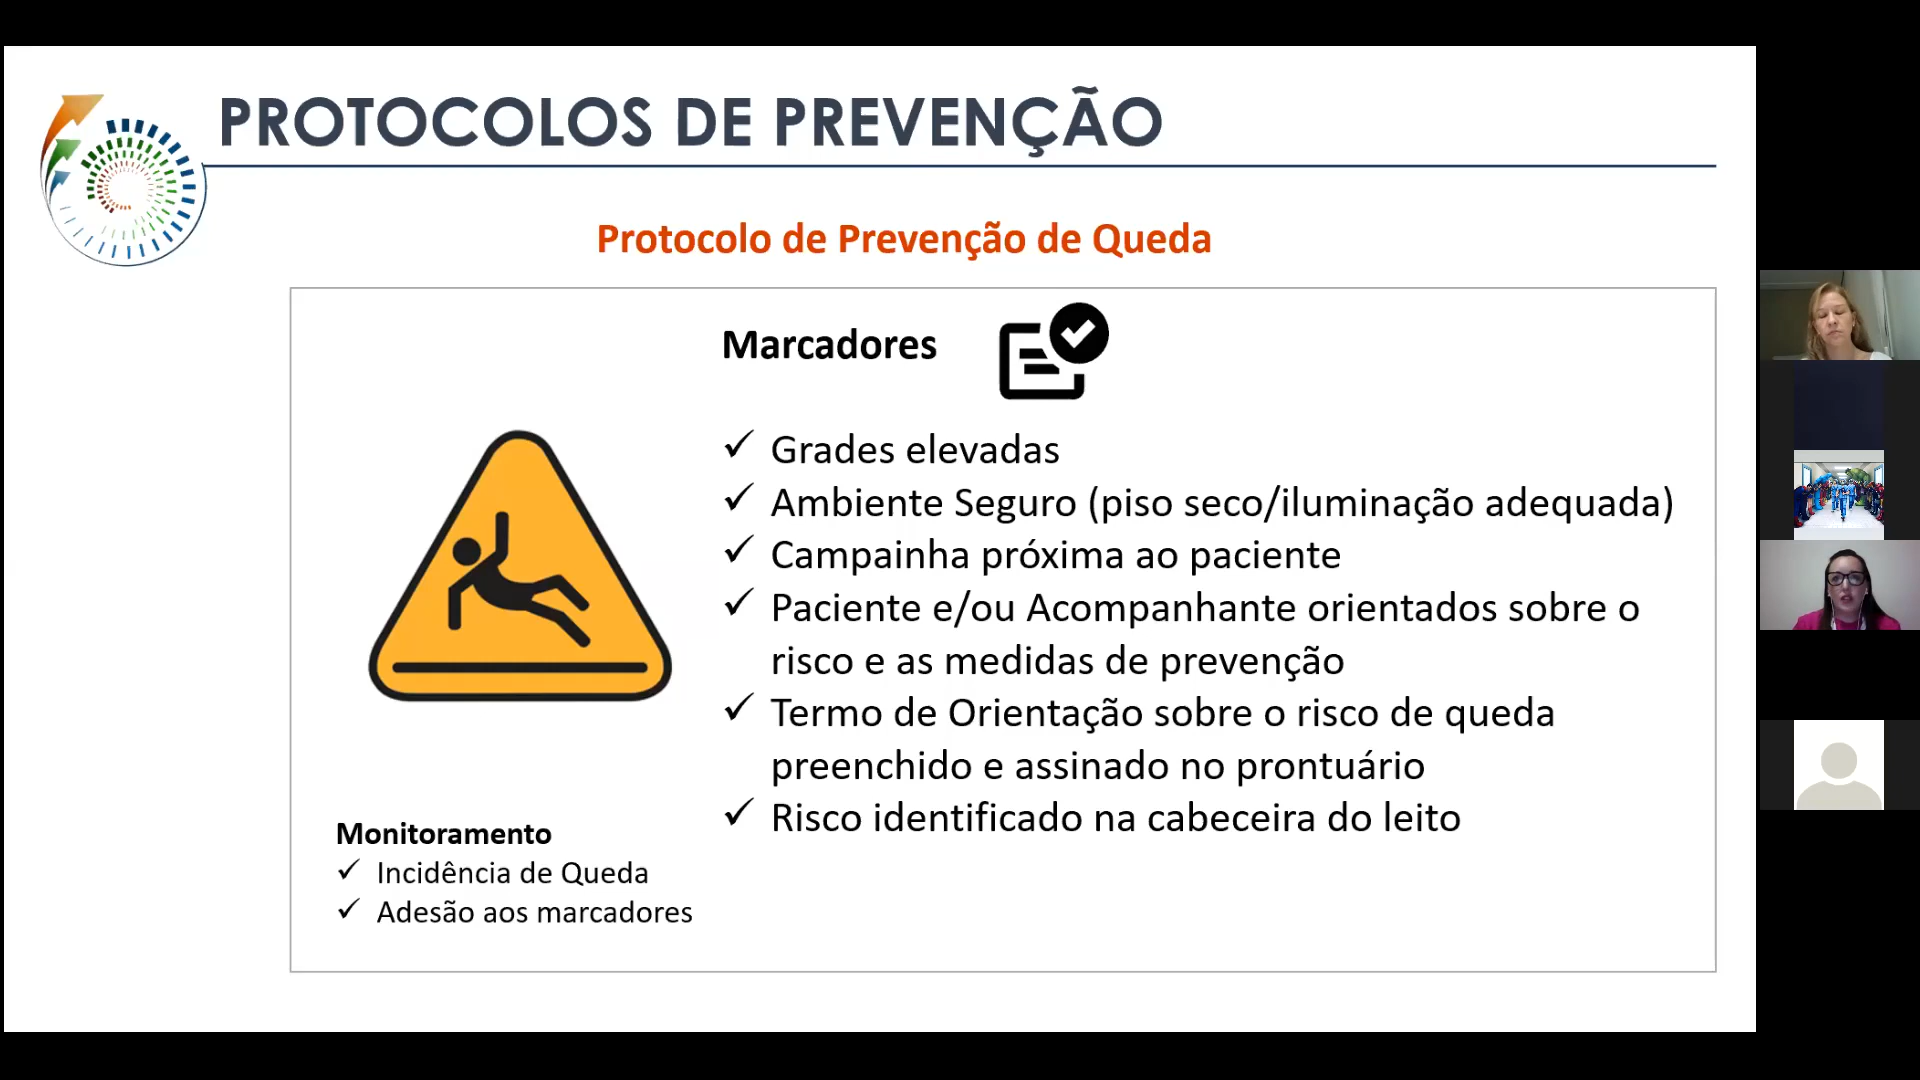 PROTOCOLOS DE PREVENÇÃO
Protocolo de Prevenção de Queda
Marcadores
✓ Grades elevadas
✓ Ambiente Seguro (piso seco/iluminação adequada)
✓ Campainha próxima ao paciente
✓ Paciente e/ou Acompanhante orientados sobre o
risco e as medidas de prevenção
✓ Termo de Orientação sobre o risco de queda
preenchido e assinado no prontuário
✓ Risco identificado na cabeceira do leito
Monitoramento
✓ Incidência de Queda
✓ Adesão aos marcadores